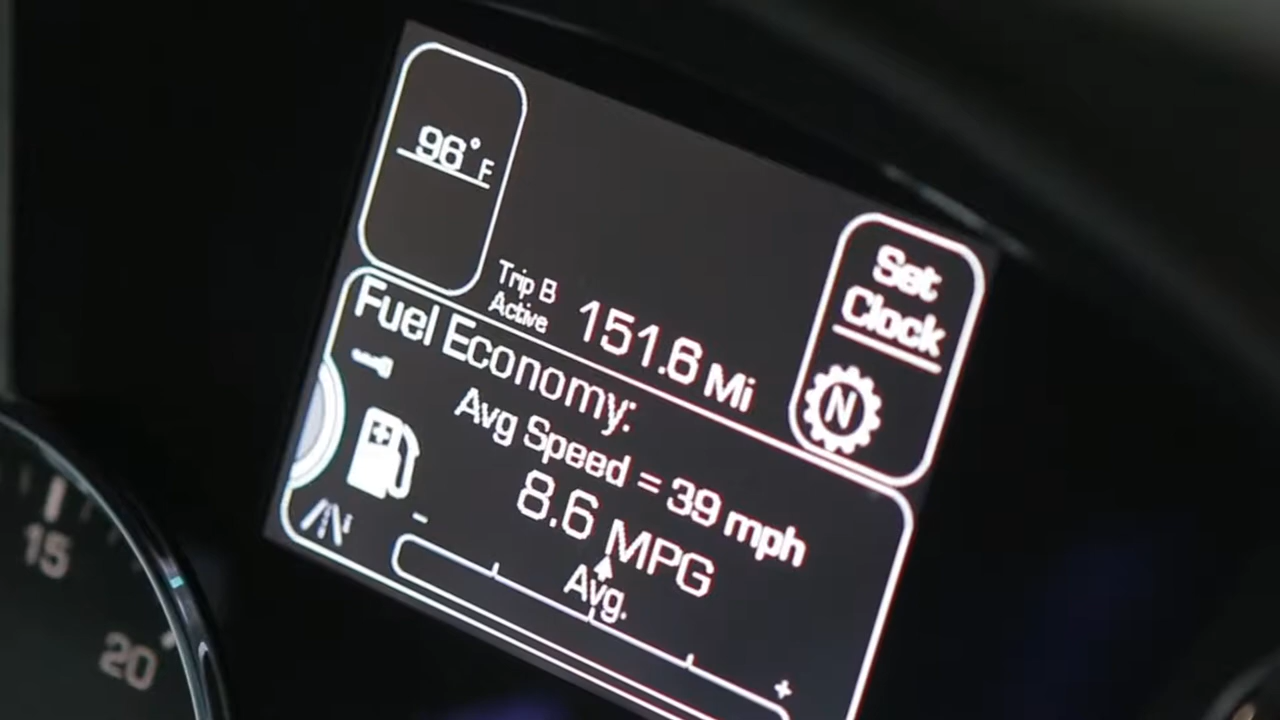 96°F
Trip B
Active
151.6 Mi
Set
Clock
N
Fuel Economy:
Avg Speed = 39 mph
8.6 MPG
Avg.
-
+
15
20